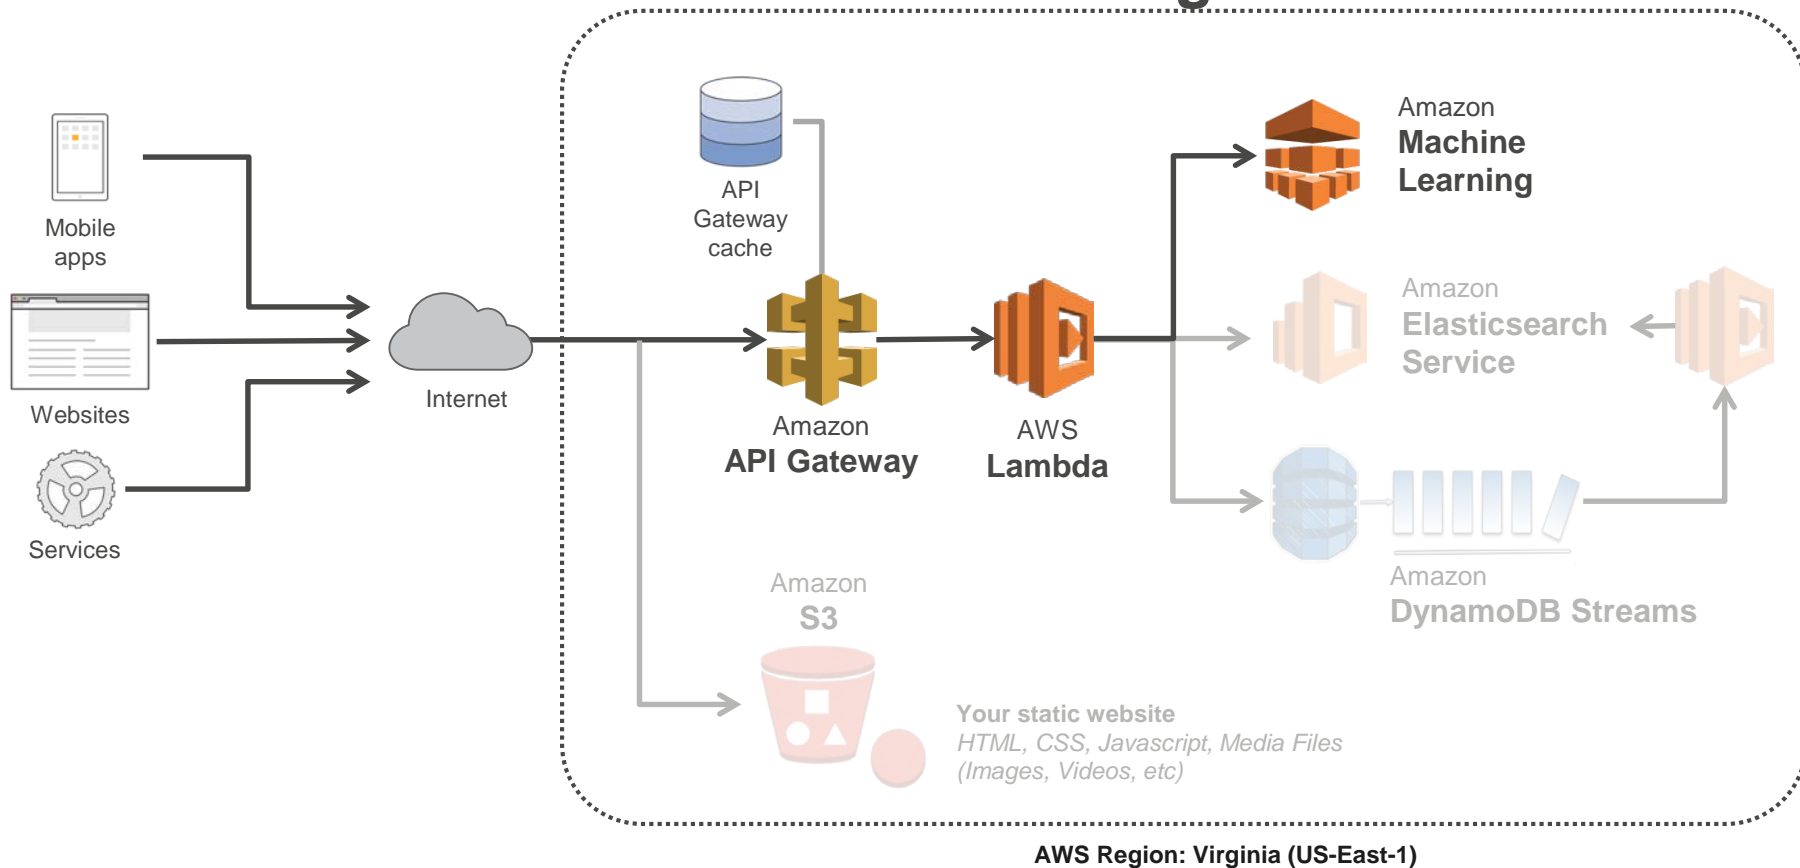 Mobile
apps
Websites
Services
Internet
API
Gateway
cache
Amazon
API Gateway
AWS
Lambda
Amazon
Machine
Learning
Amazon
Elasticsearch
Service
Amazon
DynamoDB Streams
Amazon
S3
Your static website
HTML, CSS, Javascript, Media Files
(Images, Videos, etc)
AWS Region: Virginia (US-East-1)